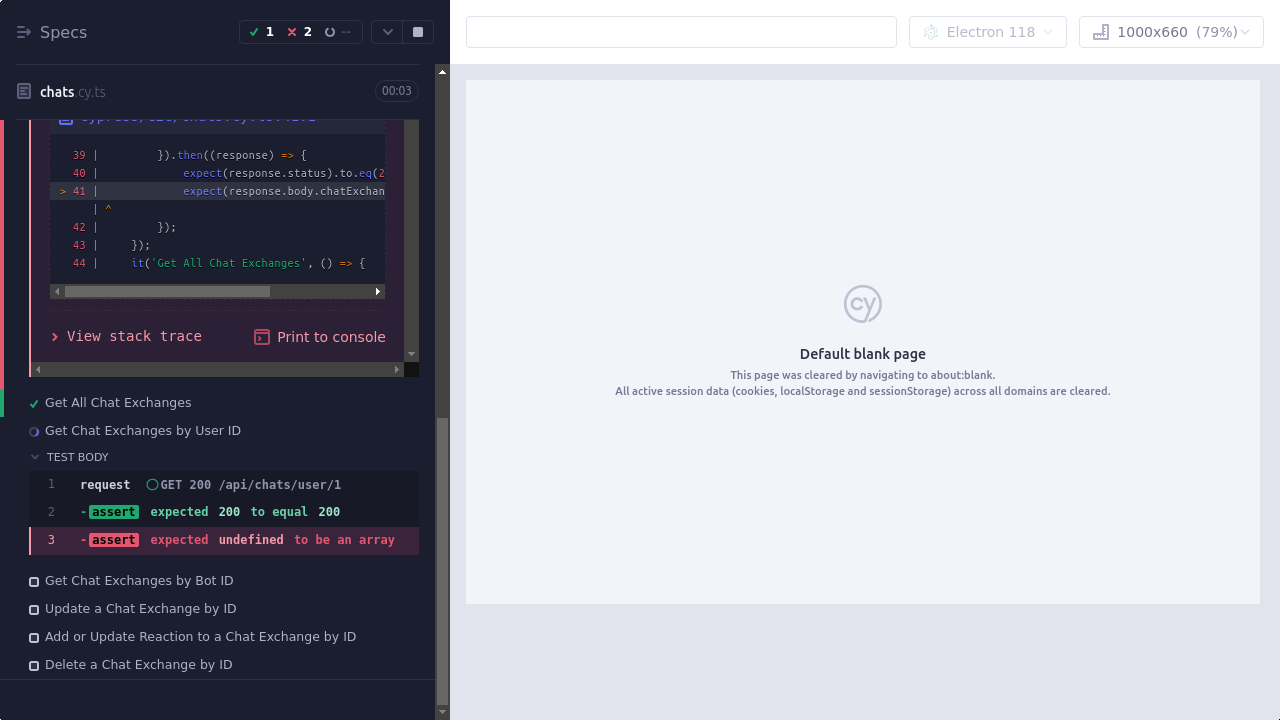 Specs
1 2 --
Electron 118
1000x660 (79%)
chats.cy.ts
00:03
39 | }).then((response) => {
40 | expect(response.status).to.eq(2
> 41 | expect(response.body.chatExchan
| ^
42 | });
43 | });
44 | it('Get All Chat Exchanges', () => {
View stack trace
Print to console
Get All Chat Exchanges
Get Chat Exchanges by User ID
TEST BODY
1 request GET 200 /api/chats/user/1
2 -assert expected 200 to equal 200
3 -assert expected undefined to be an array
Get Chat Exchanges by Bot ID
Update a Chat Exchange by ID
Add or Update Reaction to a Chat Exchange by ID
Delete a Chat Exchange by ID
cy
Default blank page
This page was cleared by navigating to about:blank.
All active session data (cookies, localStorage and sessionStorage) across all domains are cleared.